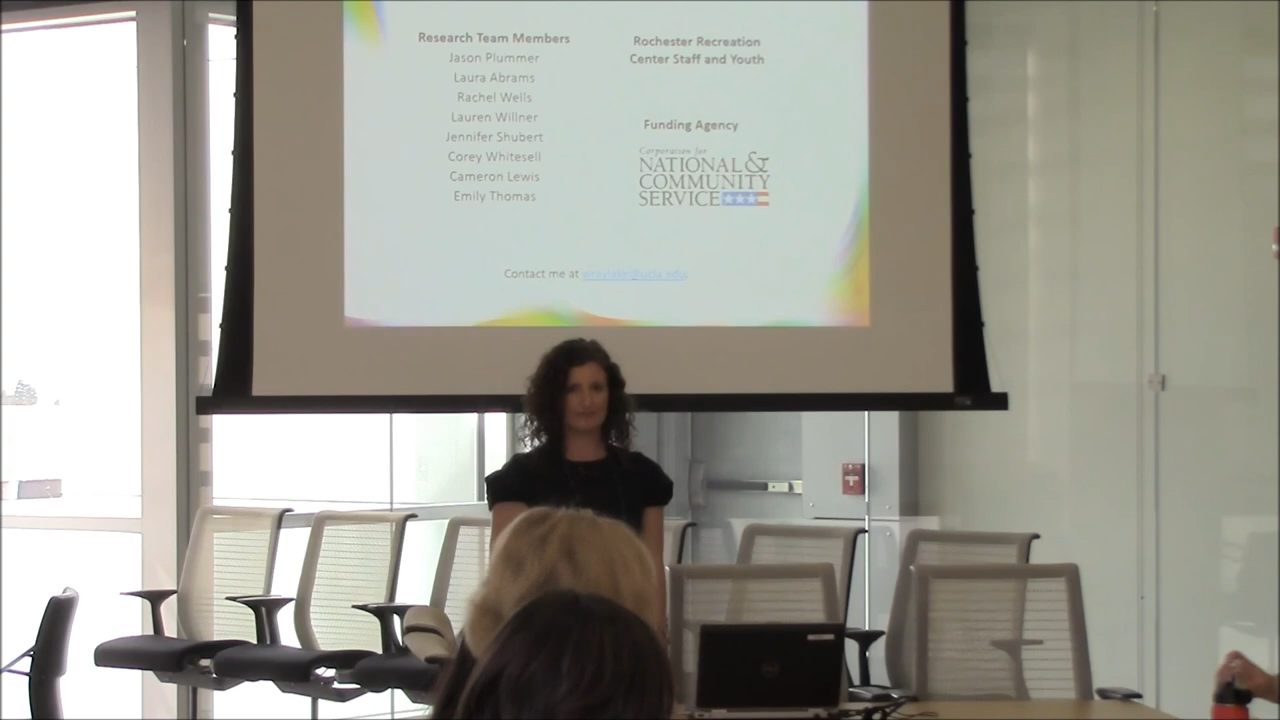 Research Team Members
Jason Plummer
Laura Abrams
Rachel Wells
Lauren Willner
Jennifer Shubert
Corey Whitesell
Cameron Lewis
Emily Thomas
Rochester Recreation
Center Staff and Youth
Funding Agency
Corporation for
NATIONAL &
COMMUNITY
SERVICE
Contact me at